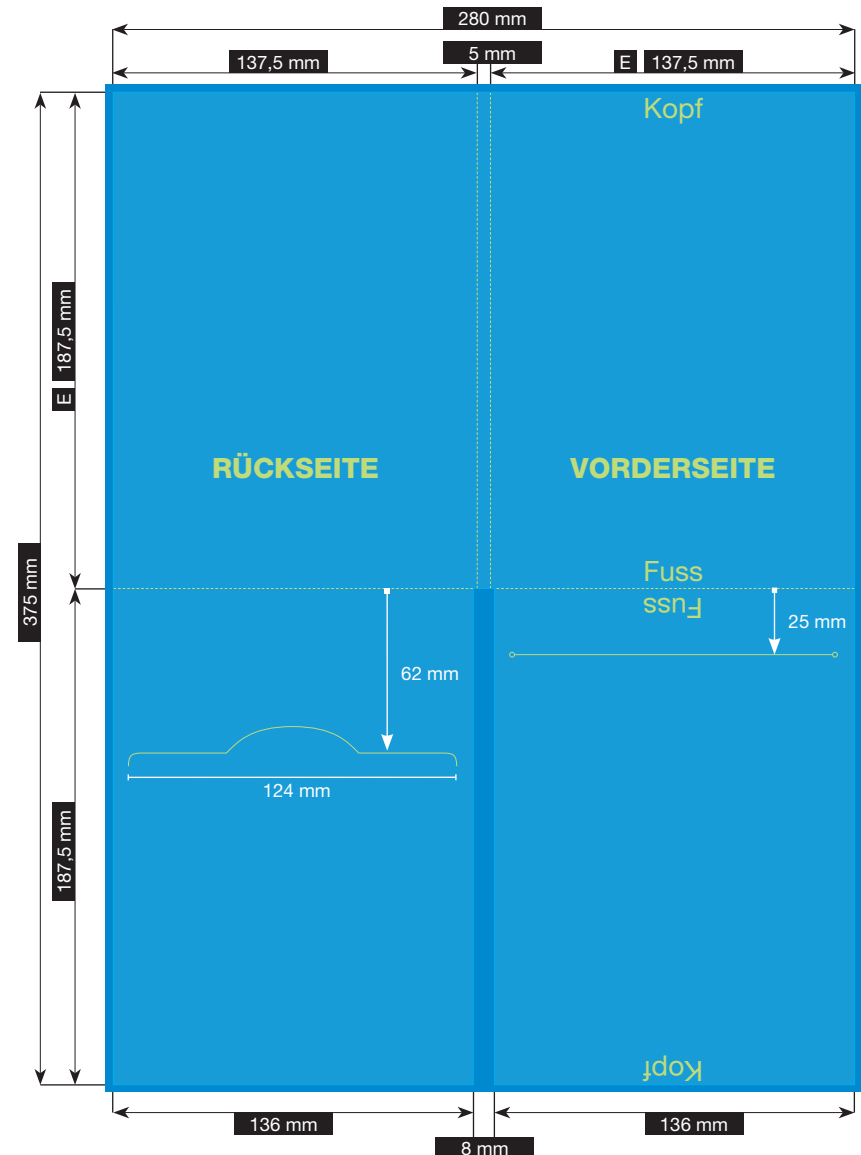 280 mm
5 mm
137,5 mm
E 137,5 mm
Kopf
E 187,5 mm
375 mm
RÜCKSEITE
VORDERSEITE
Fuss
Fuss
25 mm
62 mm
124 mm
187,5 mm
Kopf
136 mm
136 mm
8 mm